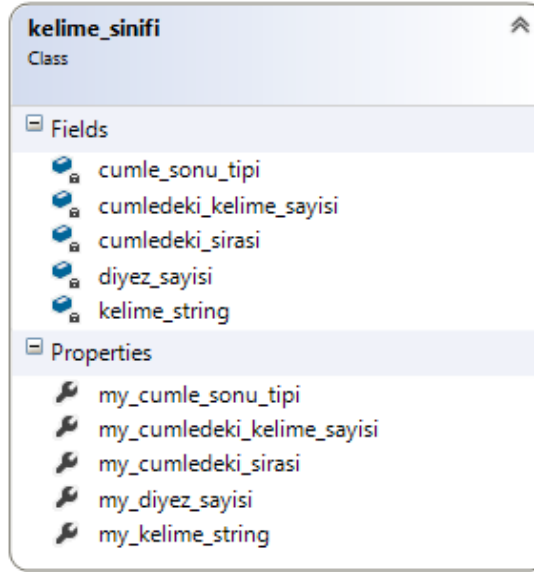 kelime_sinifi
Class
Fields
cumle_sonu_tipi
cumledeki_kelime_sayisi
cumledeki_sirasi
diyez_sayisi
kelime_string
Properties
my_cumle_sonu_tipi
my_cumledeki_kelime_sayisi
my_cumledeki_sirasi
my_diyez_sayisi
my_kelime_string